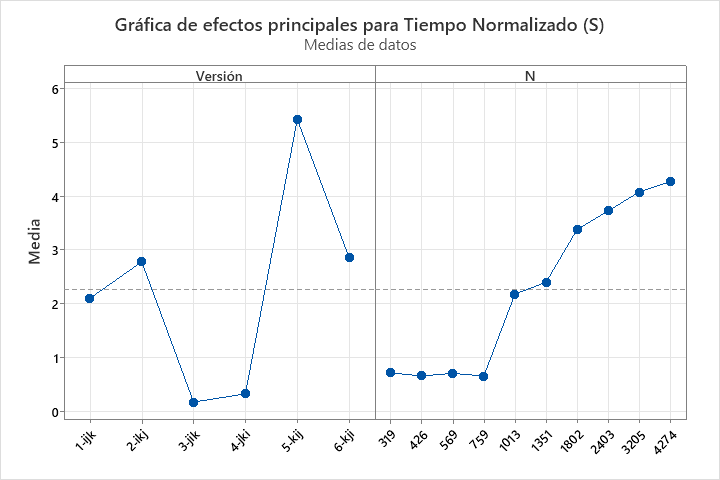 Gráfica de efectos principales para Tiempo Normalizado (S)
Medias de datos
Versión N
Media
6
5
4
3
2
1
0
1-ijk 2-ikj 3-jik 4-jki 5-kij 6-kji 319 426 569 759 1013 1351 1802 2403 3205 4274